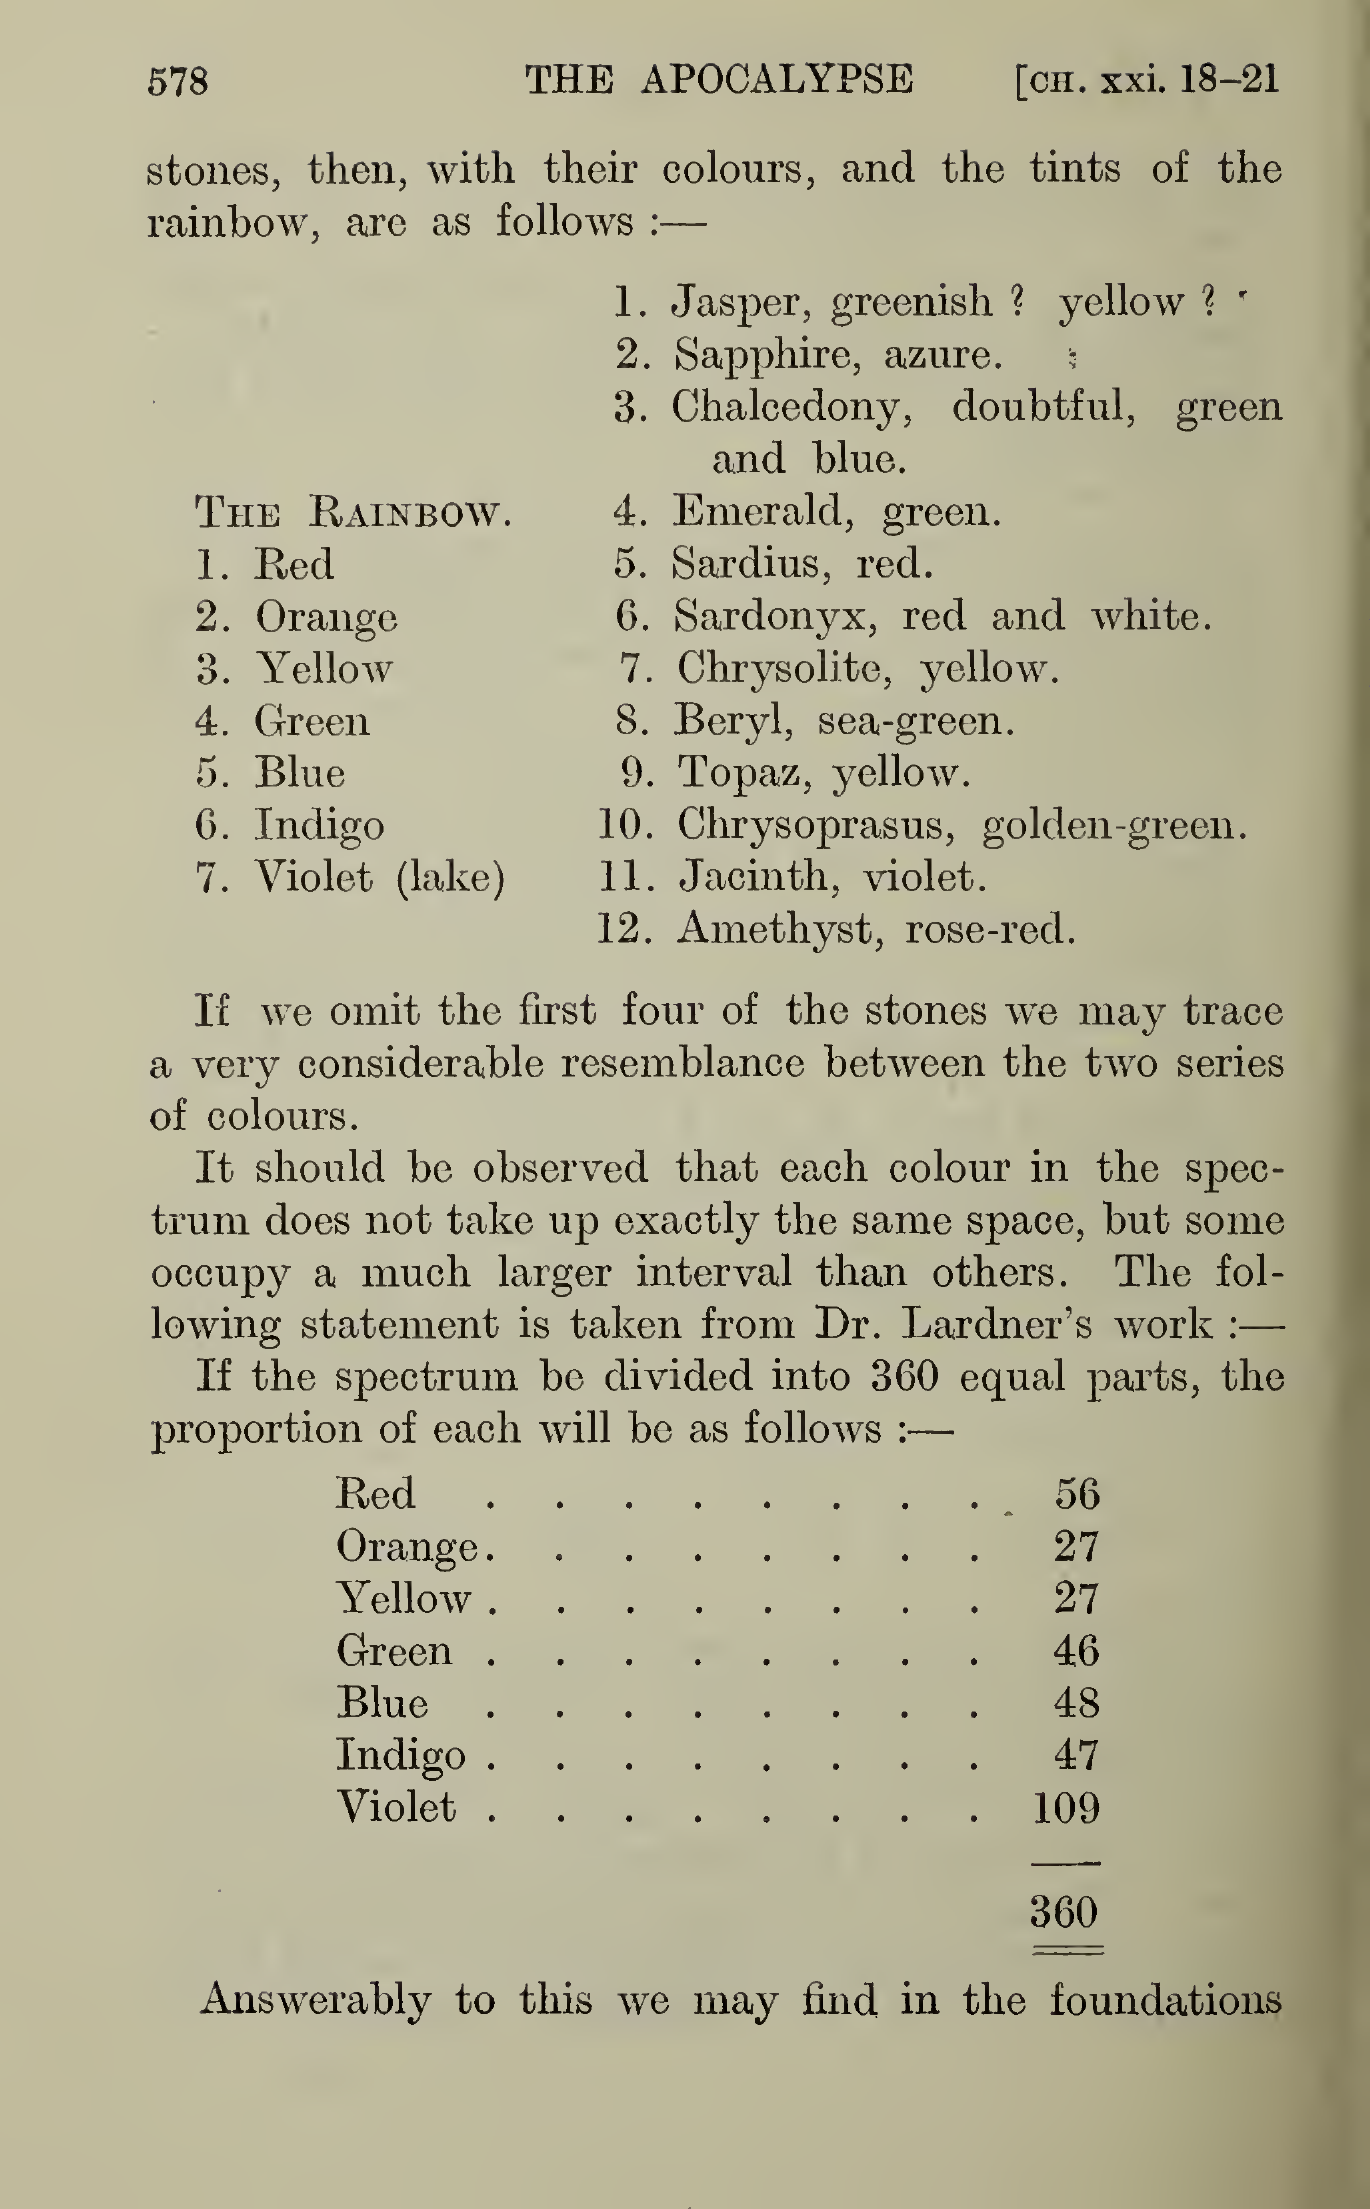 578 THE APOCALYPSE [CH. xxi. 18–21
stones, then, with their colours, and the tints of the
rainbow, are as follows :—
1. Jasper, greenish ? yellow ?
2. Sapphire, azure.
3. Chalcedony, doubtful, green
and blue.
THE RAINBOW.
1. Red
2. Orange
3. Yellow
4. Green
5. Blue
6. Indigo
7. Violet (lake)
4. Emerald, green.
5. Sardius, red.
6. Sardonyx, red and white.
7. Chrysolite, yellow.
8. Beryl, sea-green.
9. Topaz, yellow.
10. Chrysoprasus, golden-green.
11. Jacinth, violet.
12. Amethyst, rose-red.
If we omit the first four of the stones we may trace
a very considerable resemblance between the two series
of colours.
It should be observed that each colour in the spec-
trum does not take up exactly the same space, but some
occupy a much larger interval than others. The fol-
lowing statement is taken from Dr. Lardner's work :—
If the spectrum be divided into 360 equal parts, the
proportion of each will be as follows :—
Red . . . . . . . . 56
Orange . . . . . . . . 27
Yellow . . . . . . . . 27
Green . . . . . . . . 46
Blue . . . . . . . . 48
Indigo . . . . . . . . 47
Violet . . . . . . . . 109
360
Answerably to this we may find in the foundations